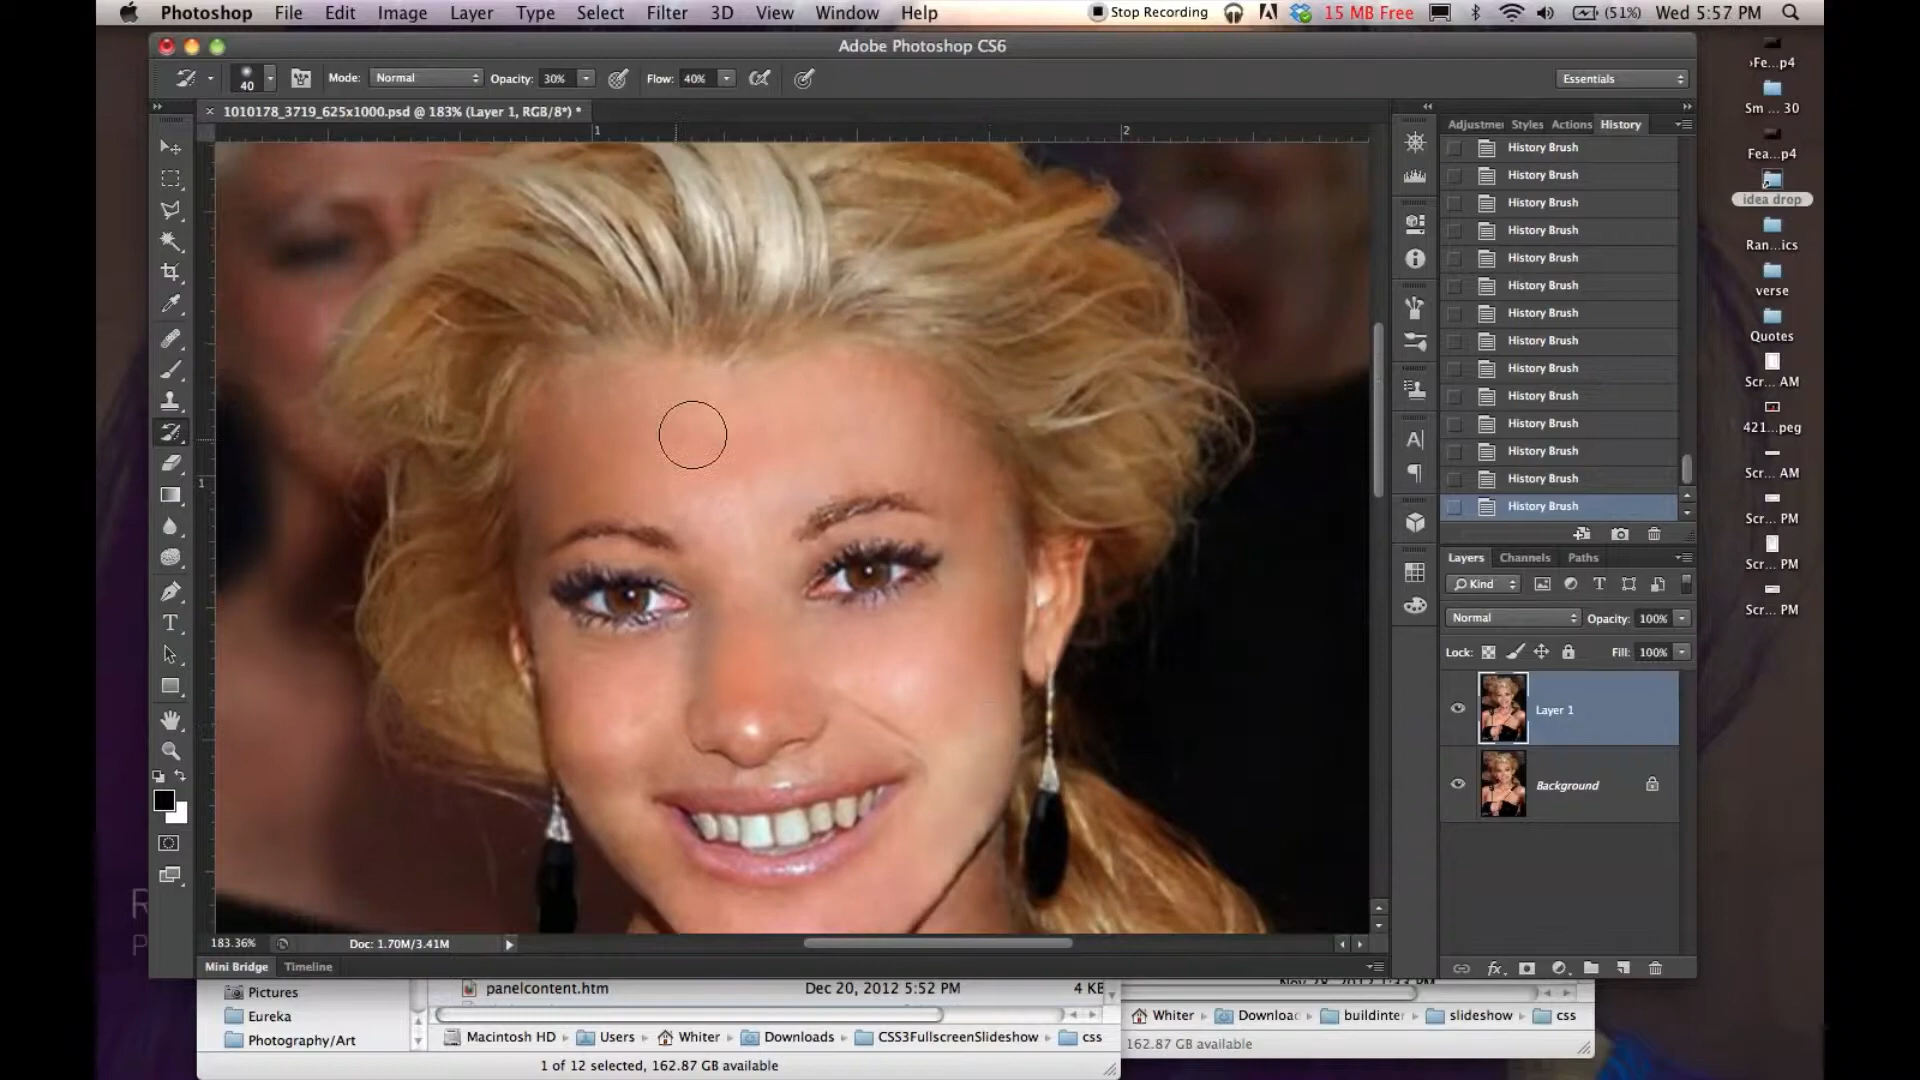 Photoshop File Edit Image Layer Type Select Filter 3D View Window Help Stop Recording 15 MB Free (51%) Wed 5:57 PM
Adobe Photoshop CS6
40 Mode: Normal Opacity: 30% Flow: 40% Essentials
1010178_3719_625x1000.psd @ 183% (Layer 1, RGB/8*) *
1 2
1
Adjustmen Styles Actions History
History Brush
History Brush
History Brush
History Brush
History Brush
History Brush
History Brush
History Brush
History Brush
History Brush
History Brush
History Brush
History Brush
History Brush
Layers Channels Paths
Kind
Normal Opacity: 100%
Lock: Fill: 100%
Layer 1
Background
183.36% Doc: 1.70M/3.41M
Mini Bridge Timeline
›Fe...p4
Sm ... 30
Fea...p4
idea drop
Ran...ics
verse
Quotes
Scr... AM
421...peg
Scr... AM
Scr... PM
Scr... PM
Scr... PM
Pictures
Eureka
Photography/Art
panelcontent.htm Dec 20, 2012 5:52 PM 4 KE
Macintosh HD Users Whiter Downloads CSS3FullscreenSlideshow css
1 of 12 selected, 162.87 GB available
Whiter Downloac buildinter slideshow css
162.87 GB available